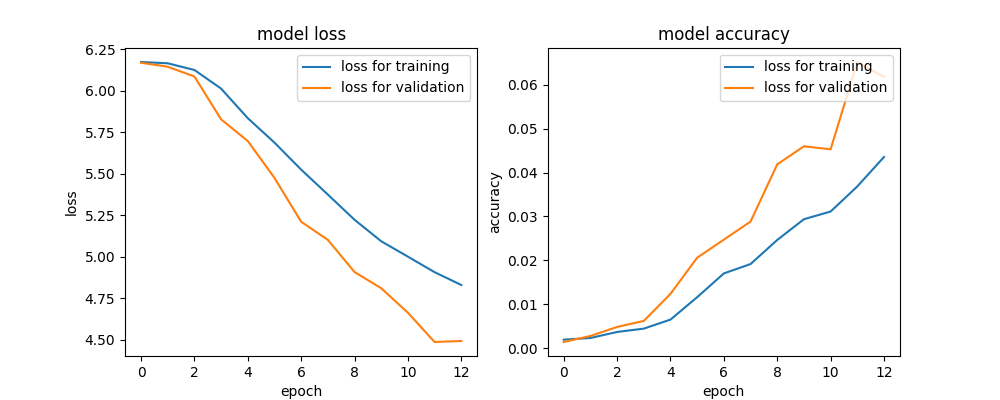 model loss
loss for training
loss for validation
6.25
6.00
5.75
5.50
5.25
5.00
4.75
4.50
loss
0
2
4
6
8
10
12
epoch
model accuracy
loss for training
loss for validation
0.06
0.05
0.04
0.03
0.02
0.01
0.00
accuracy
0
2
4
6
8
10
12
epoch